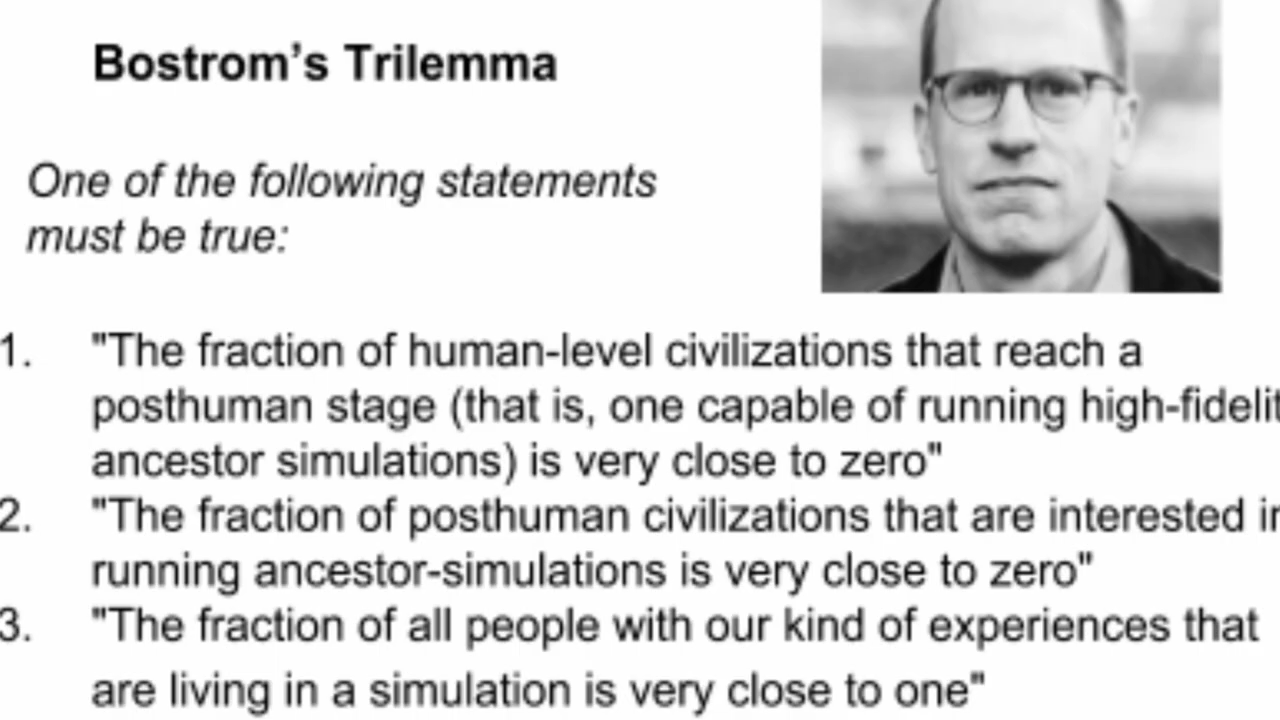 Bostrom's Trilemma
One of the following statements
must be true:
1. "The fraction of human-level civilizations that reach a
posthuman stage (that is, one capable of running high-fidelit
ancestor simulations) is very close to zero"
2. "The fraction of posthuman civilizations that are interested in
running ancestor-simulations is very close to zero"
3. "The fraction of all people with our kind of experiences that
are living in a simulation is very close to one"